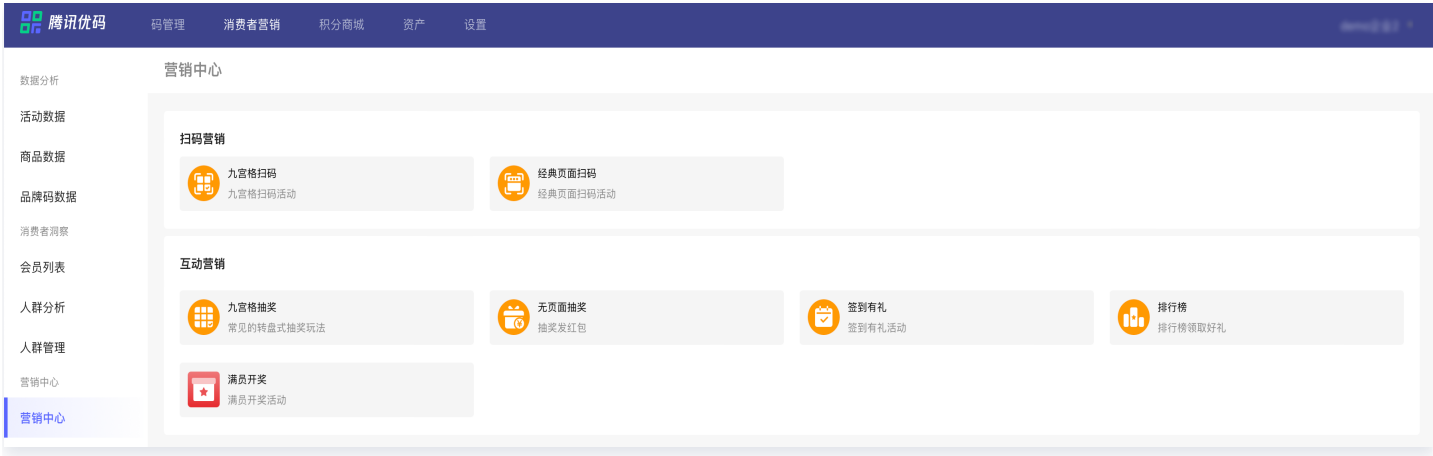 腾讯优码
码管理
消费者营销
积分商城
资产
设置
数据分析
活动数据
商品数据
品牌码数据
消费者洞察
会员列表
人群分析
人群管理
营销中心
营销中心
营销中心
扫码营销
九宫格扫码
九宫格扫码活动
经典页面扫码
经典页面扫码活动
互动营销
九宫格抽奖
常见的转盘式抽奖玩法
无页面抽奖
抽奖发红包
签到有礼
签到有礼活动
排行榜
排行榜领取好礼
满员开奖
满员开奖活动